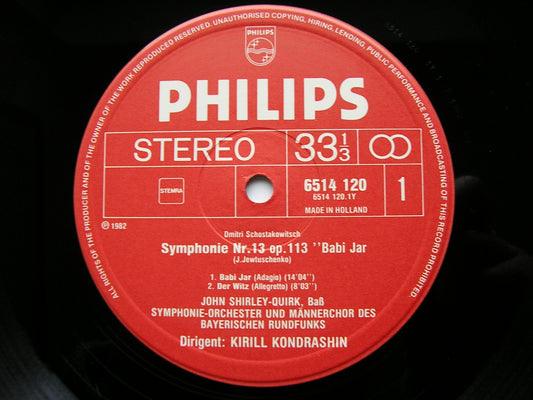 ALL RIGHTS OF THE PRODUCER AND OF THE OWNER OF THE WORK REPRODUCED RESERVED. UNAUTHORISED COPYING, HIRING, LENDING, PUBLIC PERFORMANCE AND BROADCASTING OF THIS RECORD PROHIBITED.
PHILIPS
PHILIPS
STEREO
33 1/3
STEMRA
6514 120
6514 120.1Y
MADE IN HOLLAND
1
℗ 1982
Dmitri Schostakowitsch
Symphonie Nr.13 op.113 ''Babi Jar
(J.Jewtuschenko)
1. Babi Jar (Adagio) (14'04'')
2. Der Witz (Allegretto) (8'03'')
JOHN SHIRLEY-QUIRK, Baß
SYMPHONIE-ORCHESTER UND MÄNNERCHOR DES
BAYERISCHEN RUNDFUNKS
Dirigent: KIRILL KONDRASHIN